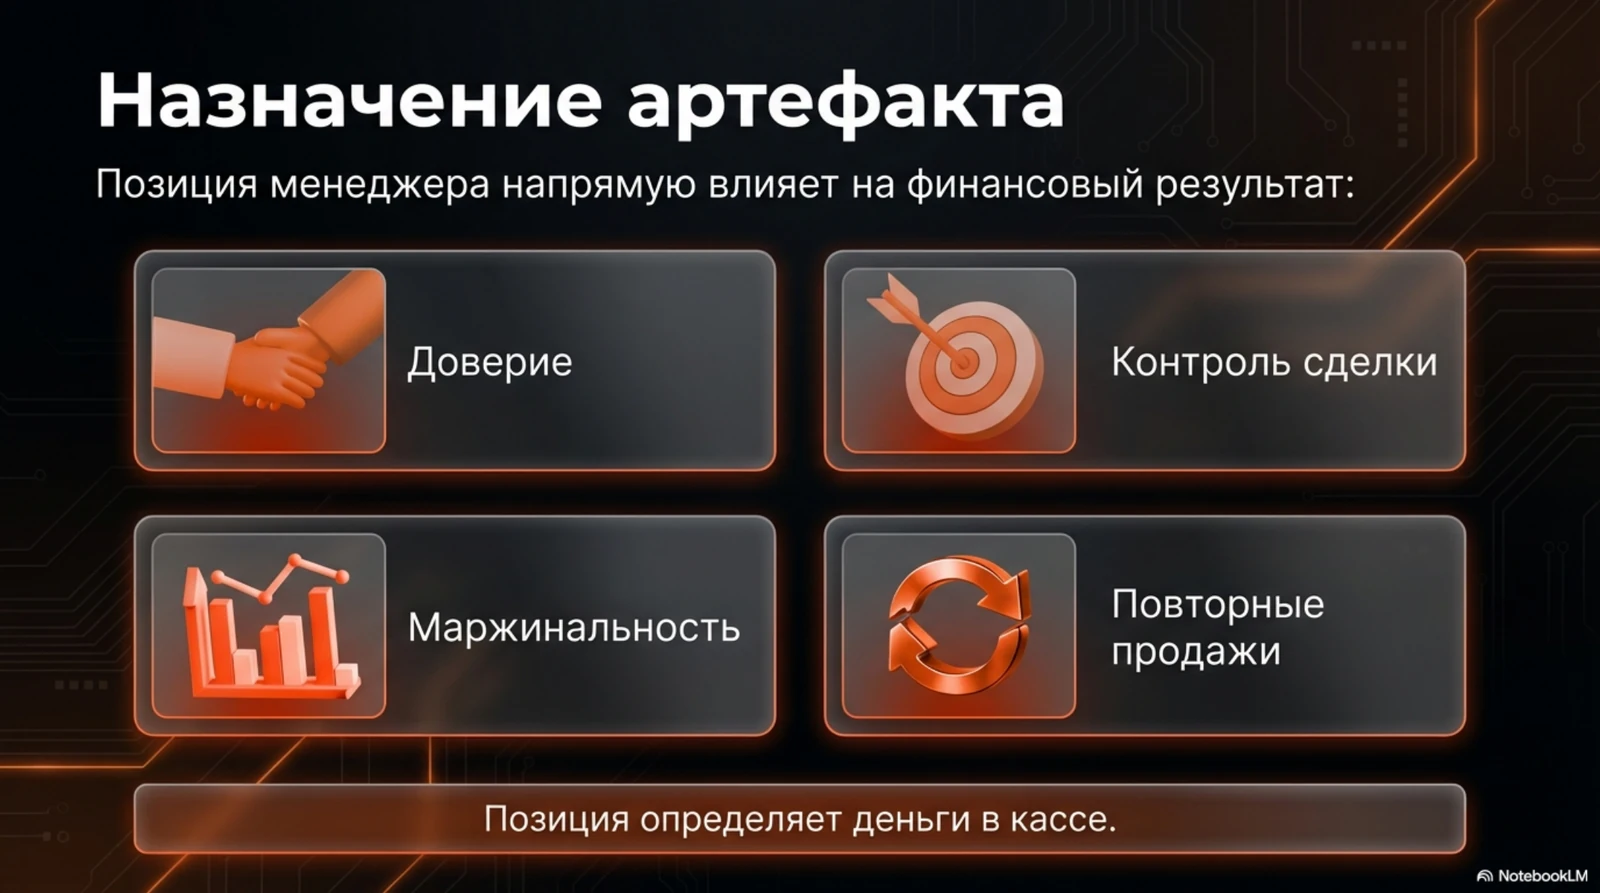 Назначение артефакта
Позиция менеджера напрямую влияет на финансовый результат:
Доверие
Контроль сделки
Маржинальность
Повторные
продажи
Позиция определяет деньги в кассе.
NotebookLM